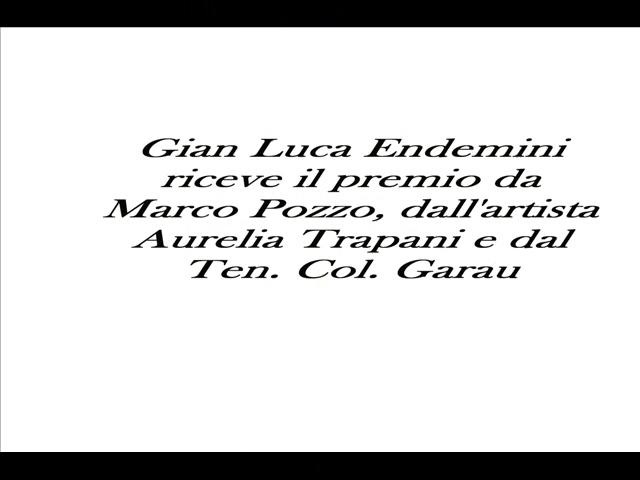 Gian Luca Endemini
riceve il premio da
Marco Pozzo, dall'artista
Aurelia Trapani e dal
Ten. Col. Garau